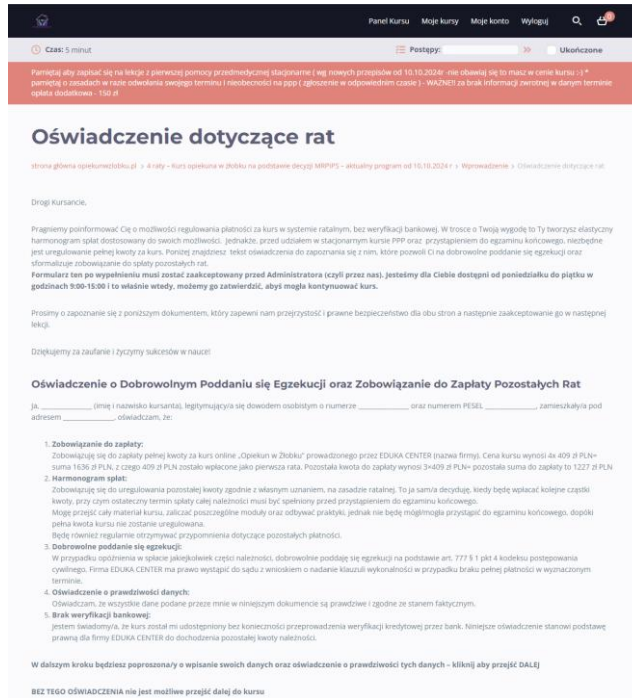 Panel Kursu Moje kursy Moje konto Wyloguj 0
Czas: 5 minut Postępy: Ukończone
Pamiętaj aby zapisać się na lekcje z pierwszej pomocy przedmedycznej stacjonarne ( wg nowych przepisów od 10.10.2024r -nie obawiaj się to masz w cenie kursu :) (*
pamiętaj o zasadach w razie odwołania swojego terminu i nieobecności na ppp ( zgłoszenie w odpowiednim czasie ) - WAŻNE!! za brak informacji zwrotnej w danym terminie
opłata dodatkowa - 150 zł
Oświadczenie dotyczące rat
strona główna opiekunwzlobku.pl > 4 raty – Kurs opiekuna w żłobku na podstawie decyzji MRPiPS – aktualny program od 10.10.2024 r > Wprowadzenie > Oświadczenie dotyczące rat
Drogi Kursancie,
Pragniemy poinformować Cię o możliwości regulowania płatności za kurs w systemie ratalnym, bez weryfikacji bankowej. W trosce o Twoją wygodę to Ty tworzysz elastyczny
harmonogram spłat dostosowany do swoich możliwości. Jednakże, przed udziałem w stacjonarnym kursie PPP oraz przystąpieniem do egzaminu końcowego, niezbędne
jest uregulowanie pełnej kwoty za kurs. Poniżej znajdziesz tekst oświadczenia do zapoznania się z nim, które pozwoli Ci na dobrowolne poddanie się egzekucji oraz
sformalizuje zobowiązanie do spłaty pozostałych rat.
Formularz ten po wypełnieniu musi zostać zaakceptowany przed Administratora (czyli przez nas). Jesteśmy dla Ciebie dostępni od poniedziałku do piątku w
godzinach 9:00-15:00 i to właśnie wtedy, możemy go zatwierdzić, abyś mogła kontynuować kurs.
Prosimy o zapoznanie się z poniższym dokumentem, który zapewni nam przejrzystość i prawne bezpieczeństwo dla obu stron a następnie zaakceptowanie go w następnej
lekcji.
Dziękujemy za zaufanie i życzymy sukcesów w nauce!
Oświadczenie o Dobrowolnym Poddaniu się Egzekucji oraz Zobowiązanie do Zapłaty Pozostałych Rat
Ja, ______________ (imię i nazwisko kursanta), legitymujący/a się dowodem osobistym o numerze ______________ oraz numerem PESEL ______________, zamieszkały/a pod
adresem ______________, oświadczam, że:
1. Zobowiązanie do zapłaty:
Zobowiązuję się do zapłaty pełnej kwoty za kurs online „Opiekun w Żłobku" prowadzonego przez EDUKA CENTER (nazwa firmy). Cena kursu wynosi 4x 409 zł PLN=
suma 1636 zł PLN, z czego 409 zł PLN zostało wpłacone jako pierwsza rata. Pozostała kwota do zapłaty wynosi 3×409 zł PLN= pozostała suma do zapłaty to 1227 zł PLN
2. Harmonogram spłat:
Zobowiązuję się do uregulowania pozostałej kwoty zgodnie z własnym uznaniem, na zasadzie ratalnej. To ja sam/a decyduję, kiedy będę wpłacać kolejne cząstki
kwoty, przy czym ostateczny termin spłaty całej należności musi być spełniony przed przystąpieniem do egzaminu końcowego.
Mogę przejść cały materiał kursu, zaliczać poszczególne moduły oraz odbywać praktyki, jednak nie będę mógł/mogła przystąpić do egzaminu końcowego, dopóki
pełna kwota kursu nie zostanie uregulowana.
Będę również regularnie otrzymywać przypomnienia dotyczące pozostałych płatności.
3. Dobrowolne poddanie się egzekucji:
W przypadku opóźnienia w spłacie jakiejkolwiek części należności, dobrowolnie poddaję się egzekucji na podstawie art. 777 § 1 pkt 4 kodeksu postępowania
cywilnego. Firma EDUKA CENTER ma prawo wystąpić do sądu z wnioskiem o nadanie klauzuli wykonalności w przypadku braku pełnej płatności w wyznaczonym
terminie.
4. Oświadczenie o prawdziwości danych:
Oświadczam, że wszystkie dane podane przeze mnie w niniejszym dokumencie są prawdziwe i zgodne ze stanem faktycznym.
5. Brak weryfikacji bankowej:
Jestem świadomy/a, że kurs został mi udostępniony bez konieczności przeprowadzenia weryfikacji kredytowej przez bank. Niniejsze oświadczenie stanowi podstawę
prawną dla firmy EDUKA CENTER do dochodzenia pozostałej kwoty należności.
W dalszym kroku będziesz poproszona/y o wpisanie swoich danych oraz oświadczenie o prawdziwości tych danych – kliknij aby przejść DALEJ
BEZ TEGO OŚWIADCZENIA nie jest możliwe przejść dalej do kursu